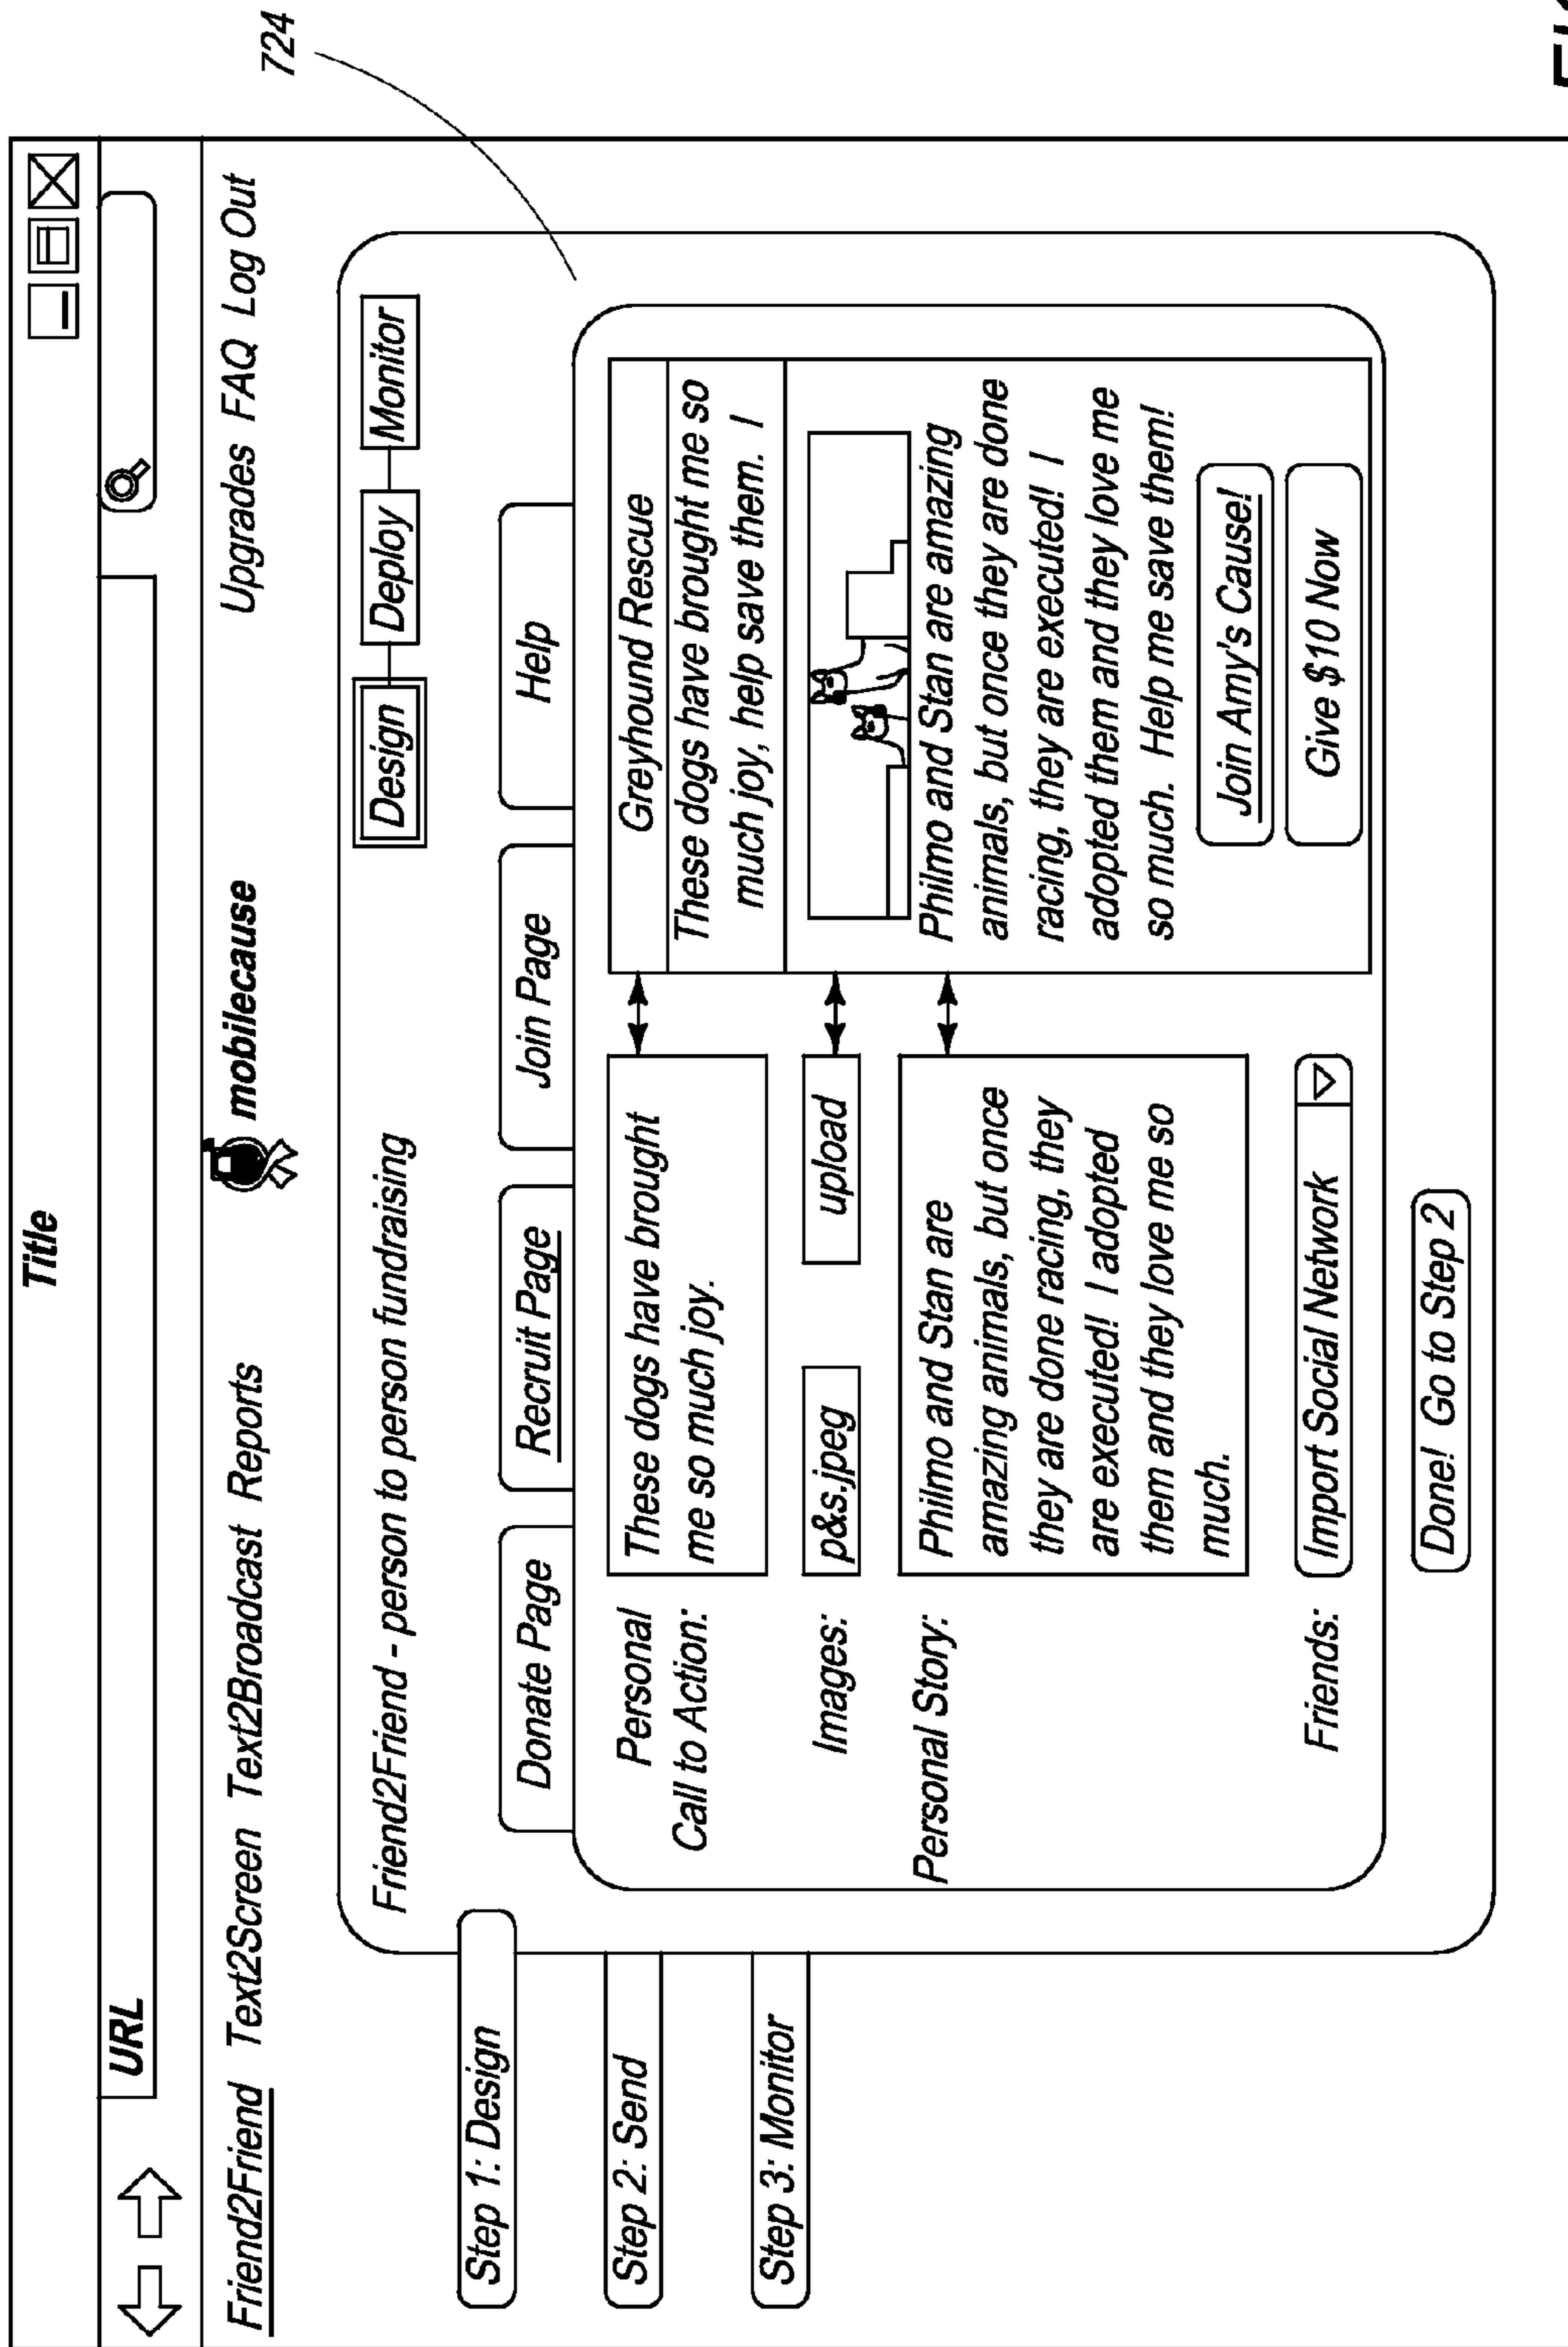 Title
URL
Friend2Friend Text2Screen Text2Broadcast Reports
mobilecause
Upgrades FAQ Log Out
724
Friend2Friend - person to person fundraising
Design
Deploy
Monitor
Step 1: Design
Step 2: Send
Step 3: Monitor
Donate Page
Recruit Page
Join Page
Help
Personal
Call to Action:
These dogs have brought
me so much joy.
Images:
p&s.jpeg
upload
Personal Story:
Philmo and Stan are
amazing animals, but once
they are done racing, they
are executed! I adopted
them and they love me so
much.
Friends:
Import Social Network
Greyhound Rescue
These dogs have brought me so
much joy, help save them. I
Philmo and Stan are amazing
animals, but once they are done
racing, they are executed! I
adopted them and they love me
so much. Help me save them!
Join Amy's Cause!
Give $10 Now
Done! Go to Step 2